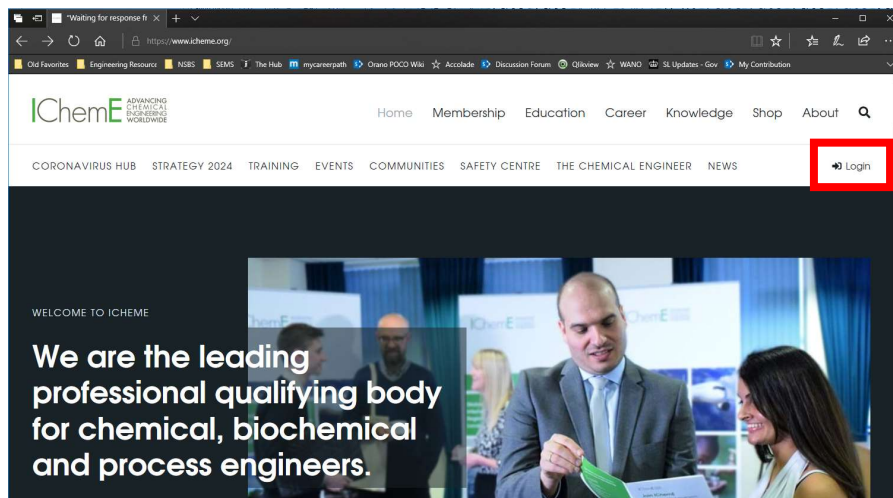 "Waiting for response fr
https://www.icheme.org/
Old Favorites Engineering Resource NSBS SEMS The Hub mycareerpath Orano POCO Wiki Accolade Discussion Forum Qlikview WANO SL Updates - Gov My Contribution
IChemE ADVANCING
CHEMICAL
ENGINEERING
WORLDWIDE
Home Membership Education Career Knowledge Shop About
CORONAVIRUS HUB STRATEGY 2024 TRAINING EVENTS COMMUNITIES SAFETY CENTRE THE CHEMICAL ENGINEER NEWS Login
WELCOME TO ICHEME
We are the leading
professional qualifying body
for chemical, biochemical
and process engineers.
IChemE
ChemE